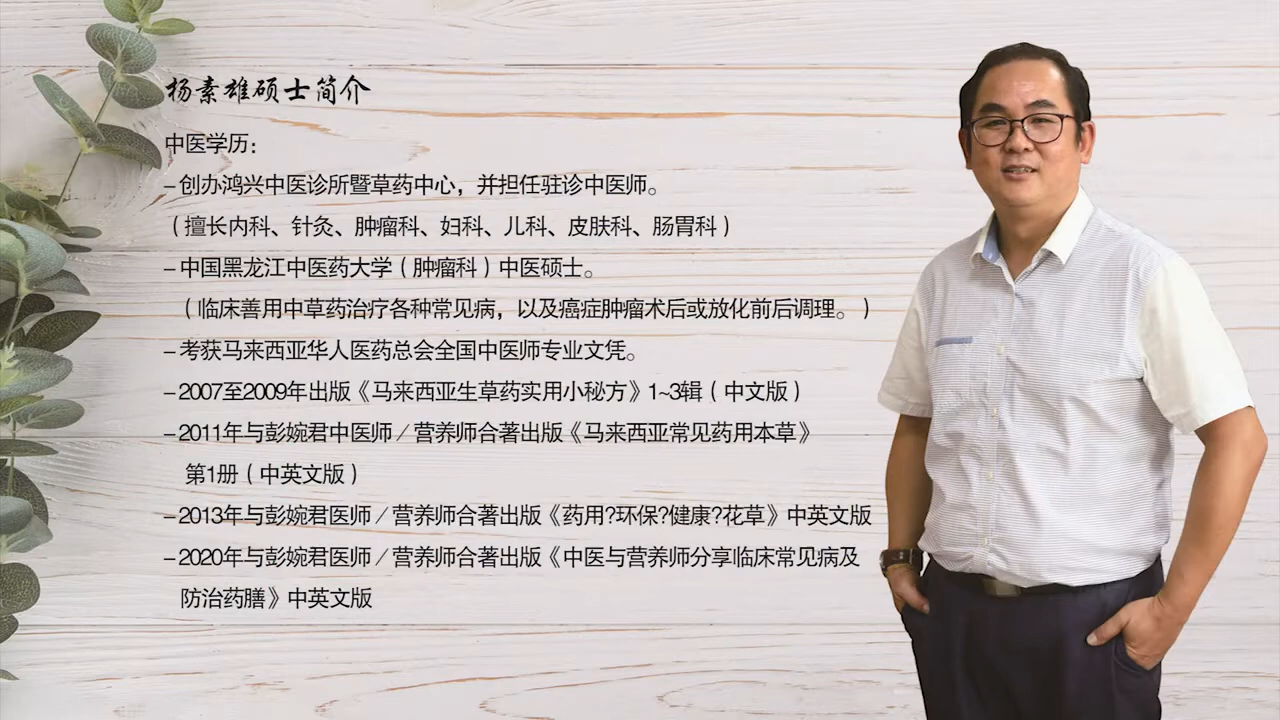 杨素雄硕士简介
中医学历：
– 创办鸿兴中医诊所暨草药中心，并担任驻诊中医师。
（擅长内科、针灸、肿瘤科、妇科、儿科、皮肤科、肠胃科）
– 中国黑龙江中医药大学（肿瘤科）中医硕士。
（临床善用中草药治疗各种常见病，以及癌症肿瘤术后或放化前后调理。）
– 考获马来西亚华人医药总会全国中医师专业文凭。
– 2007至2009年出版《马来西亚生草药实用小秘方》1~3辑（中文版）
– 2011年与彭婉君中医师／营养师合著出版《马来西亚常见药用本草》
第1册（中英文版）
– 2013年与彭婉君医师／营养师合著出版《药用?环保?健康?花草》中英文版
– 2020年与彭婉君医师／营养师合著出版《中医与营养师分享临床常见病及
防治药膳》中英文版